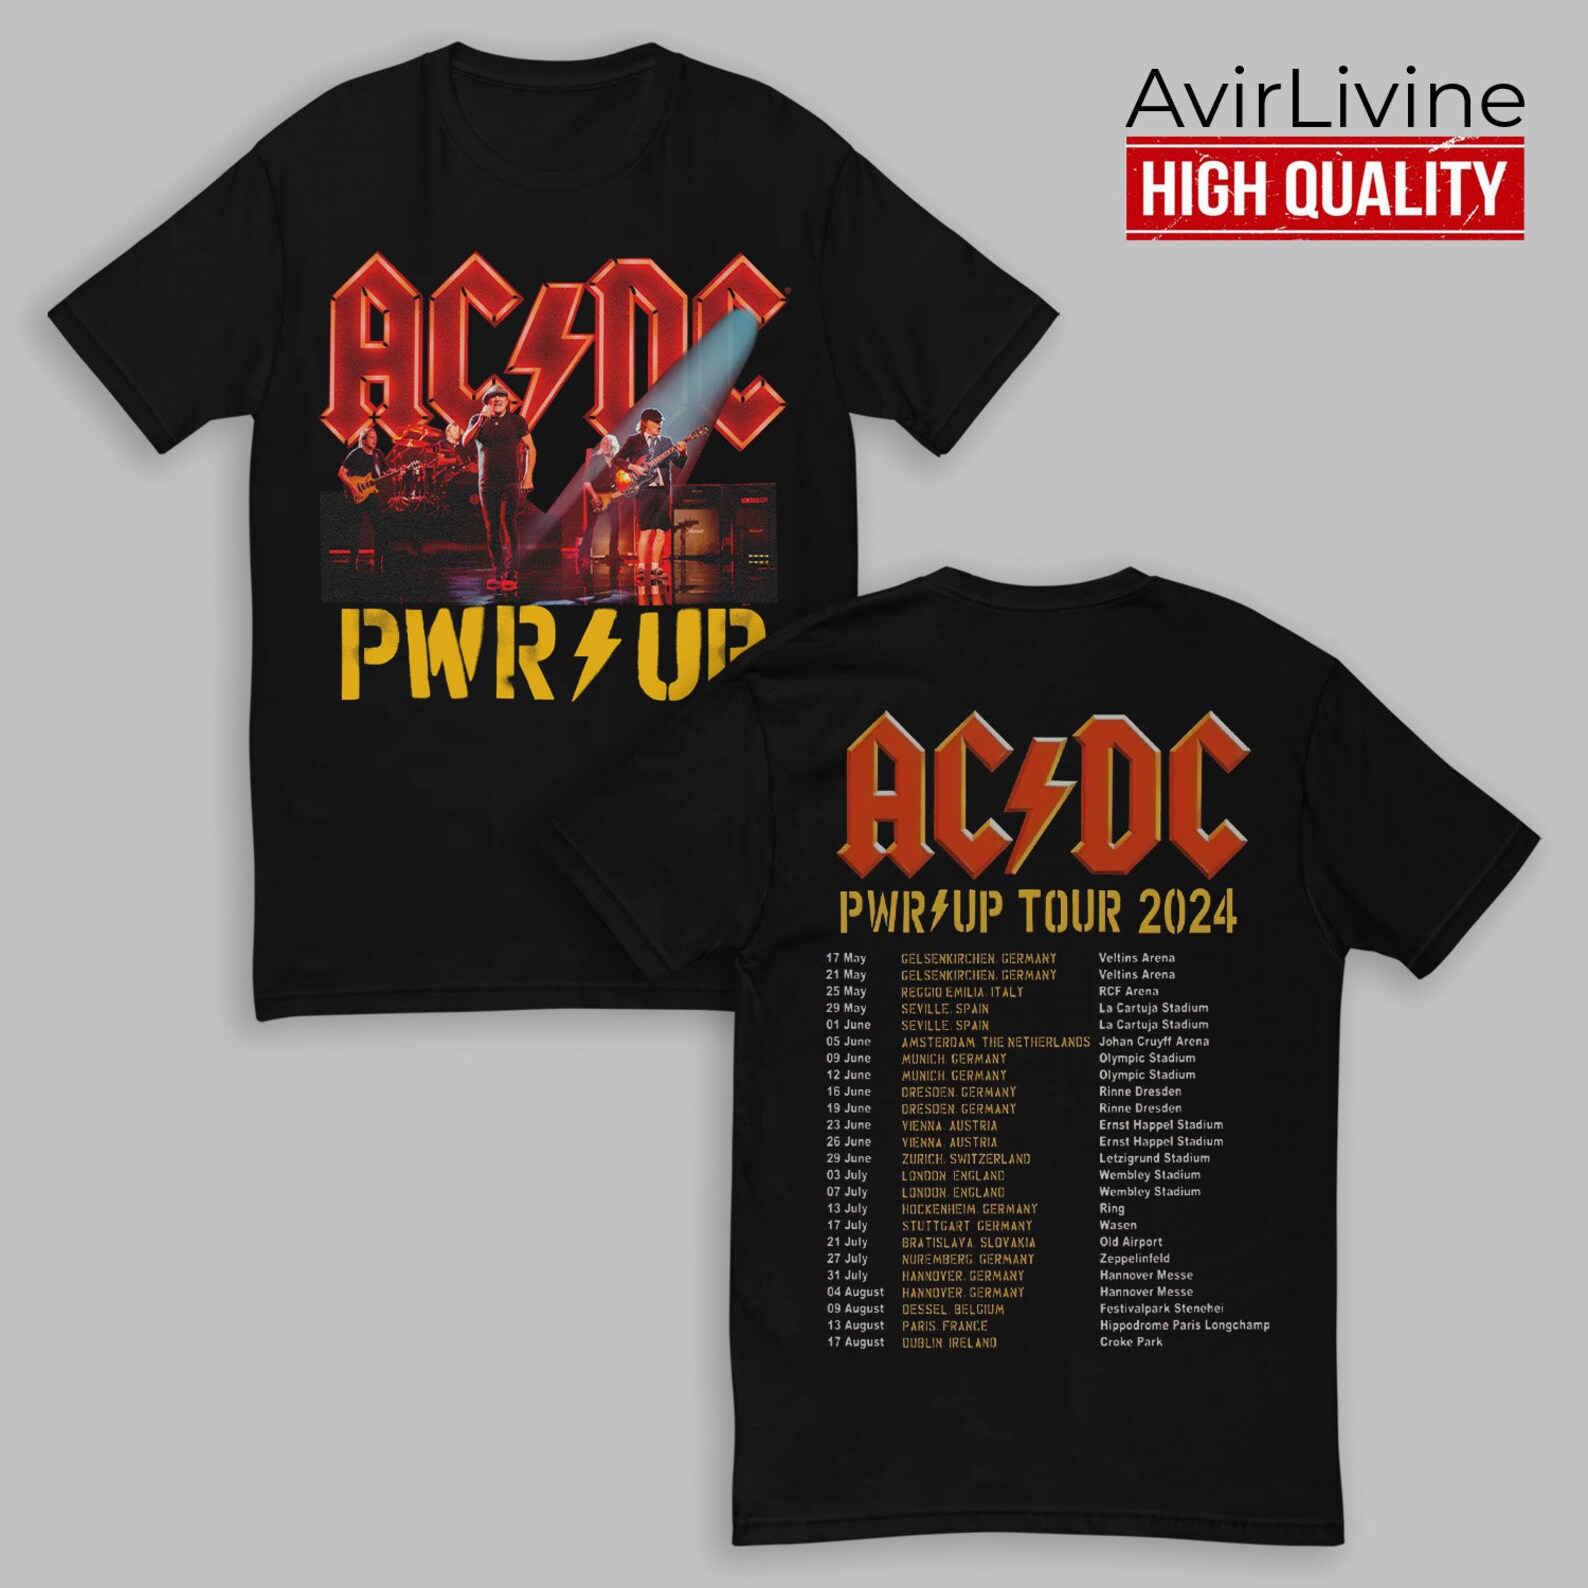 AvirLivine
HIGH QUALITY
AC⚡DC
PWR⚡UP
AC⚡DC
PWR⚡UP TOUR 2024
17 May GELSENKIRCHEN, GERMANY Veltins Arena
21 May GELSENKIRCHEN, GERMANY Veltins Arena
25 May REGGIO EMILIA, ITALY RCF Arena
29 May SEVILLE, SPAIN La Cartuja Stadium
01 June SEVILLE, SPAIN La Cartuja Stadium
05 June AMSTERDAM, THE NETHERLANDS Johan Cruyff Arena
09 June MUNICH, GERMANY Olympic Stadium
12 June MUNICH, GERMANY Olympic Stadium
16 June DRESDEN, GERMANY Rinne Dresden
19 June DRESDEN, GERMANY Rinne Dresden
23 June VIENNA, AUSTRIA Ernst Happel Stadium
26 June VIENNA, AUSTRIA Ernst Happel Stadium
29 June ZURICH, SWITZERLAND Letzigrund Stadium
03 July LONDON, ENGLAND Wembley Stadium
07 July LONDON, ENGLAND Wembley Stadium
13 July HOCKENHEIM, GERMANY Ring
17 July STUTTGART, GERMANY Wasen
21 July BRATISLAVA, SLOVAKIA Old Airport
27 July NUREMBERG, GERMANY Zeppelinfeld
31 July HANNOVER, GERMANY Hannover Messe
04 August HANNOVER, GERMANY Hannover Messe
09 August DESSEL, BELGIUM Festivalpark Stenehei
13 August PARIS, FRANCE Hippodrome Paris Longchamp
17 August DUBLIN, IRELAND Croke Park